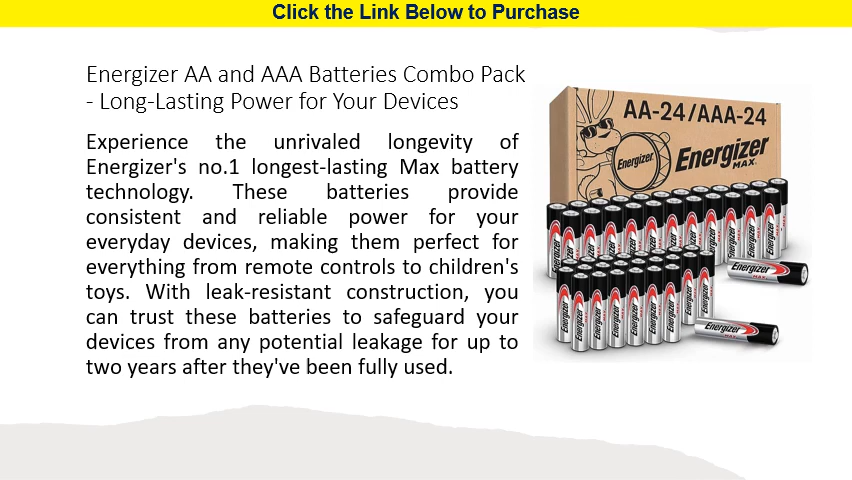 Click the Link Below to Purchase
Energizer AA and AAA Batteries Combo Pack
- Long-Lasting Power for Your Devices
Experience the unrivaled longevity of
Energizer's no.1 longest-lasting Max battery
technology. These batteries provide
consistent and reliable power for your
everyday devices, making them perfect for
everything from remote controls to children's
toys. With leak-resistant construction, you
can trust these batteries to safeguard your
devices from any potential leakage for up to
two years after they've been fully used.
AA-24/AAA-24
Energizer
Energizer
MAX
Energizer
MAX
Energizer
MAX